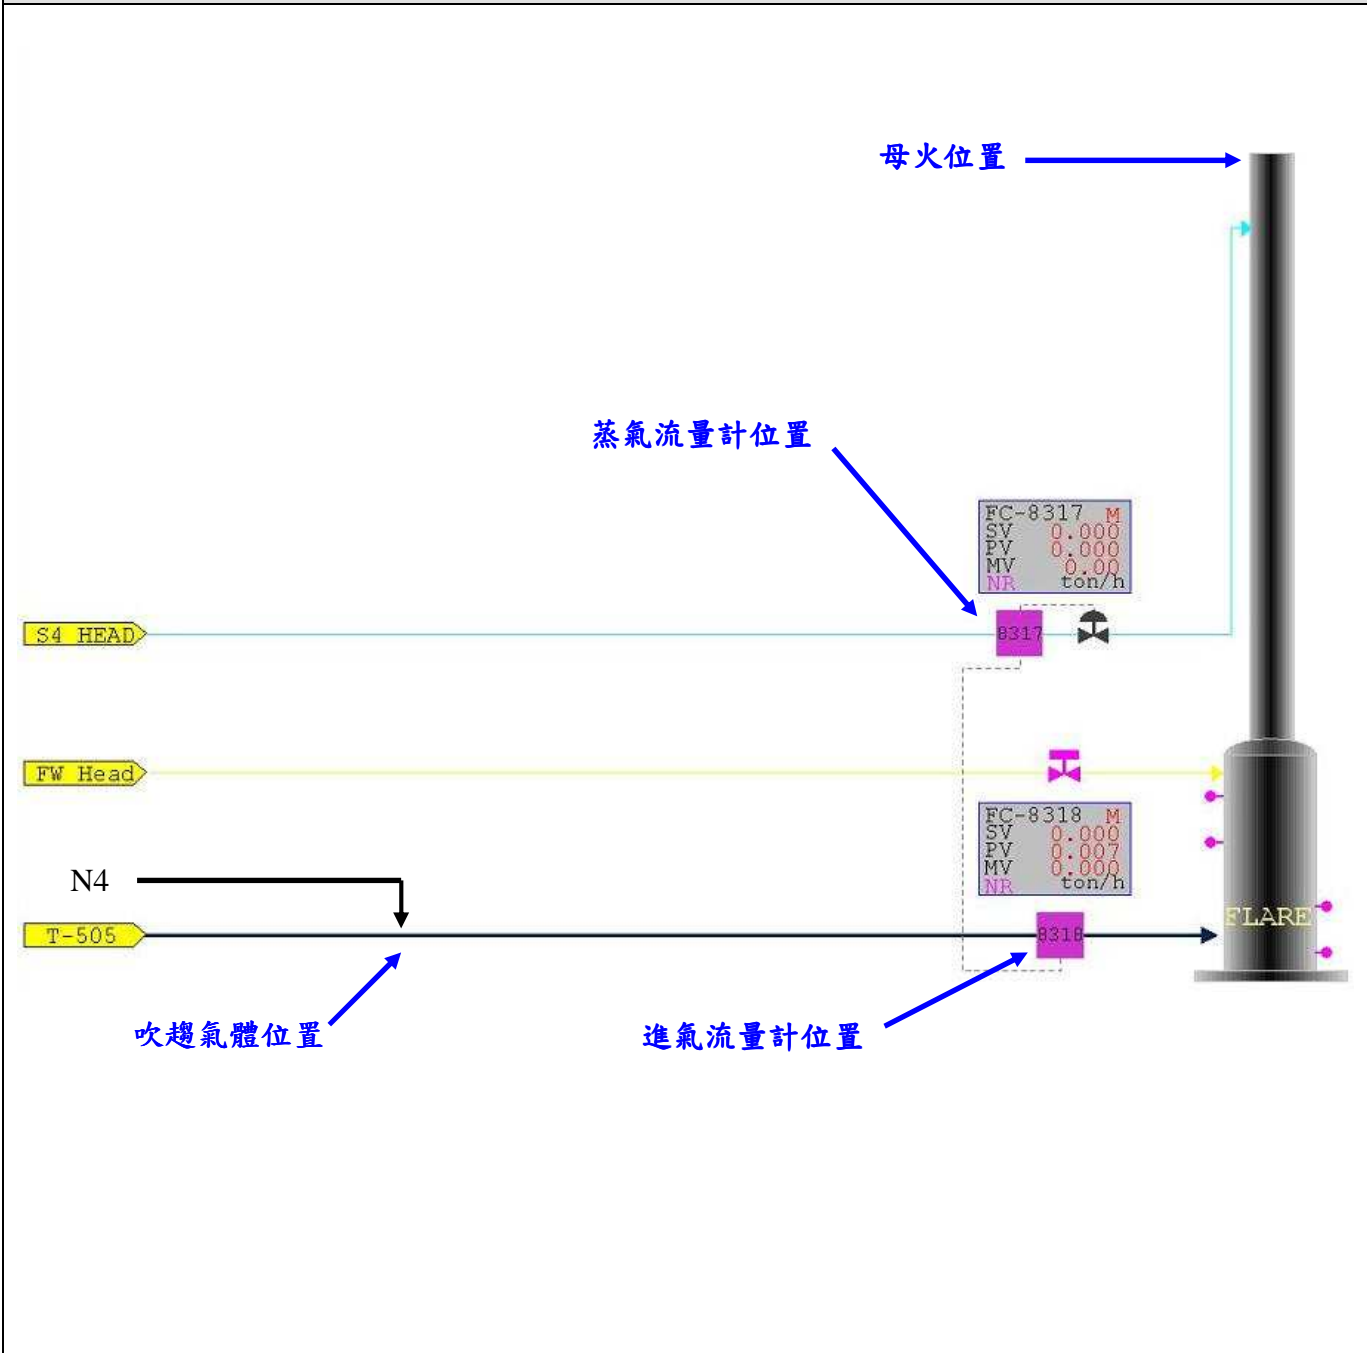 母火位置
蒸氣流量計位置
FC-8317 M
SV 0.000
PV 0.000
MV 0.00
NR ton/h
S4 HEAD
8317
FW Head
FC-8318 M
SV 0.000
PV 0.007
MV 0.000
NR ton/h
N4
FLARE
T-505
8318
吹趨氣體位置
進氣流量計位置